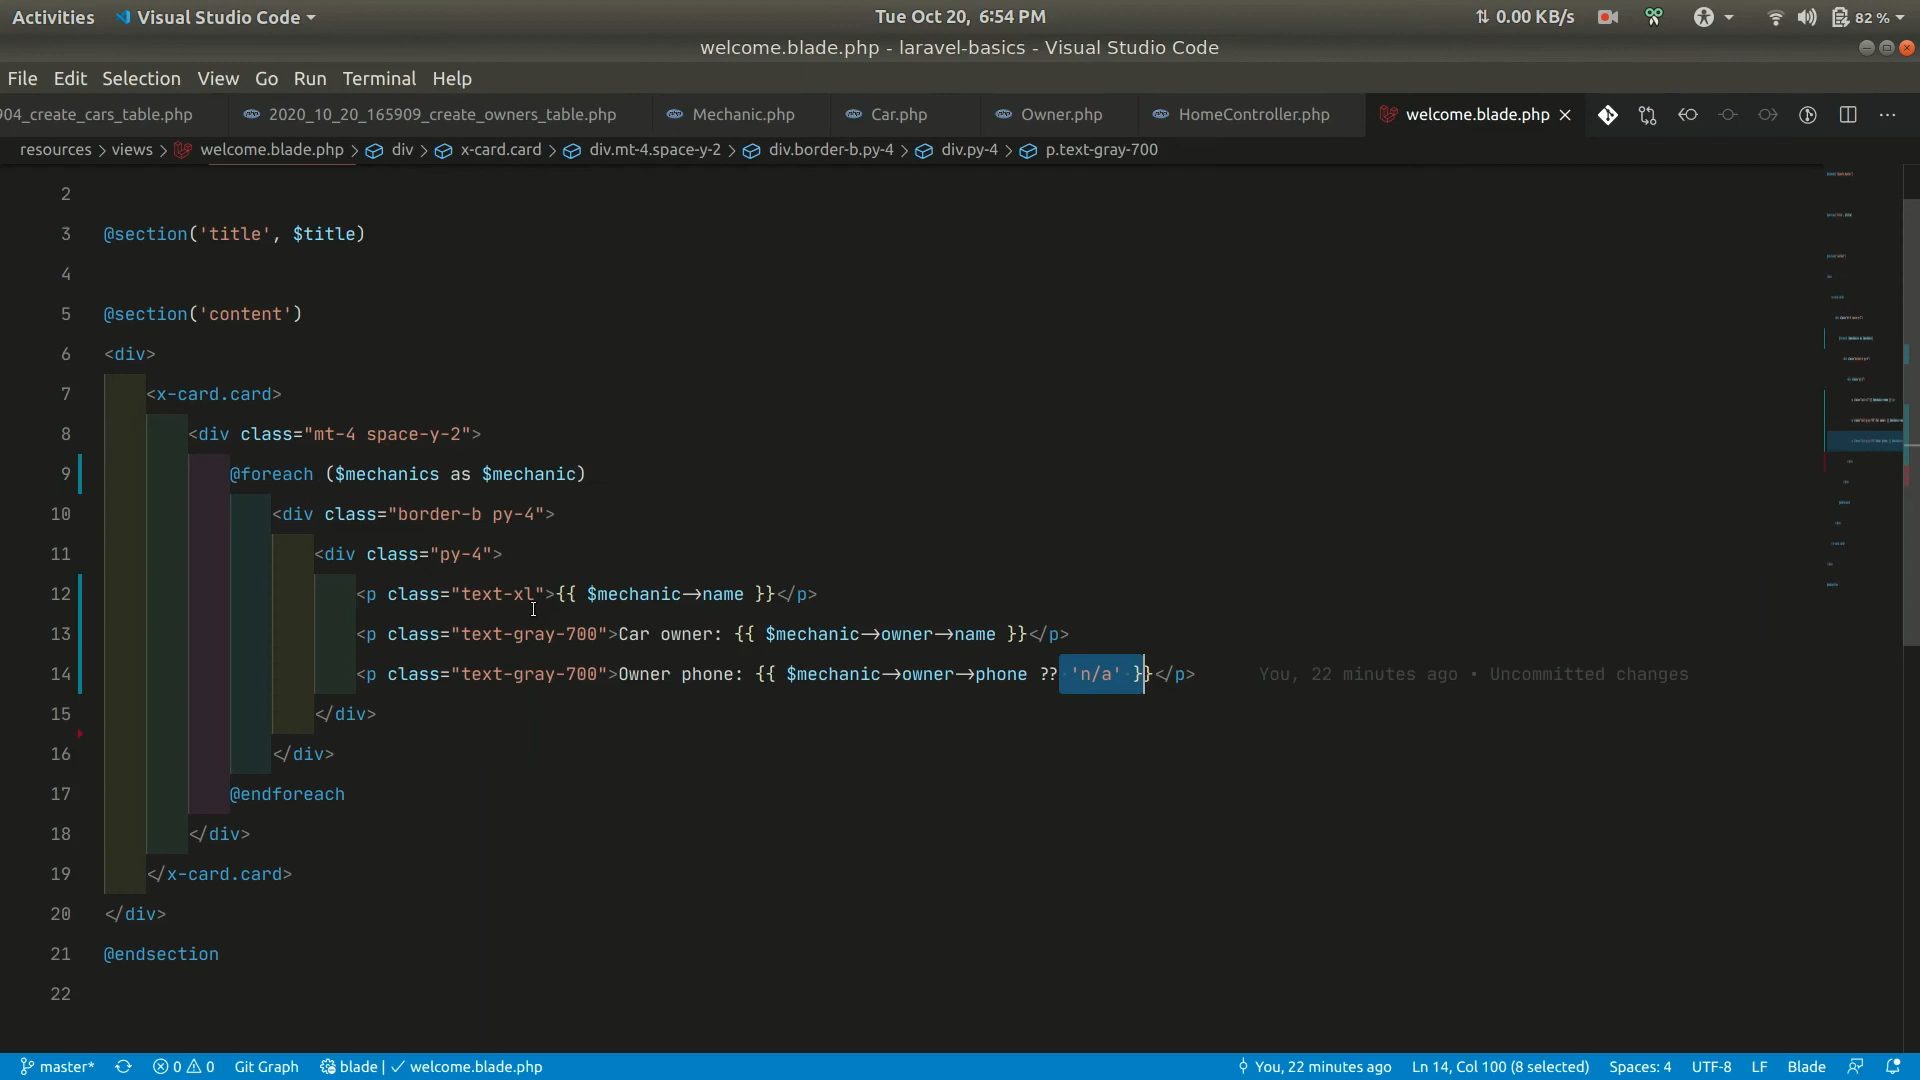 Activities Visual Studio Code Tue Oct 20, 6:54 PM 0.00 KB/s 82 %
welcome.blade.php - laravel-basics - Visual Studio Code
File Edit Selection View Go Run Terminal Help
904_create_cars_table.php 2020_10_20_165909_create_owners_table.php Mechanic.php Car.php Owner.php HomeController.php welcome.blade.php
resources > views > welcome.blade.php > div > x-card.card > div.mt-4.space-y-2 > div.border-b.py-4 > div.py-4 > p.text-gray-700
2
3 @section('title', $title)
4
5 @section('content')
6 <div>
7 <x-card.card>
8 <div class="mt-4 space-y-2">
9 @foreach ($mechanics as $mechanic)
10 <div class="border-b py-4">
11 <div class="py-4">
12 <p class="text-xl">{{ $mechanic->name }}</p>
13 <p class="text-gray-700">Car owner: {{ $mechanic->owner->name }}</p>
14 <p class="text-gray-700">Owner phone: {{ $mechanic->owner->phone ?? 'n/a' }}</p> You, 22 minutes ago • Uncommitted changes
15 </div>
16 </div>
17 @endforeach
18 </div>
19 </x-card.card>
20 </div>
21 @endsection
22
master* 0 0 Git Graph blade | ✓ welcome.blade.php You, 22 minutes ago Ln 14, Col 100 (8 selected) Spaces: 4 UTF-8 LF Blade